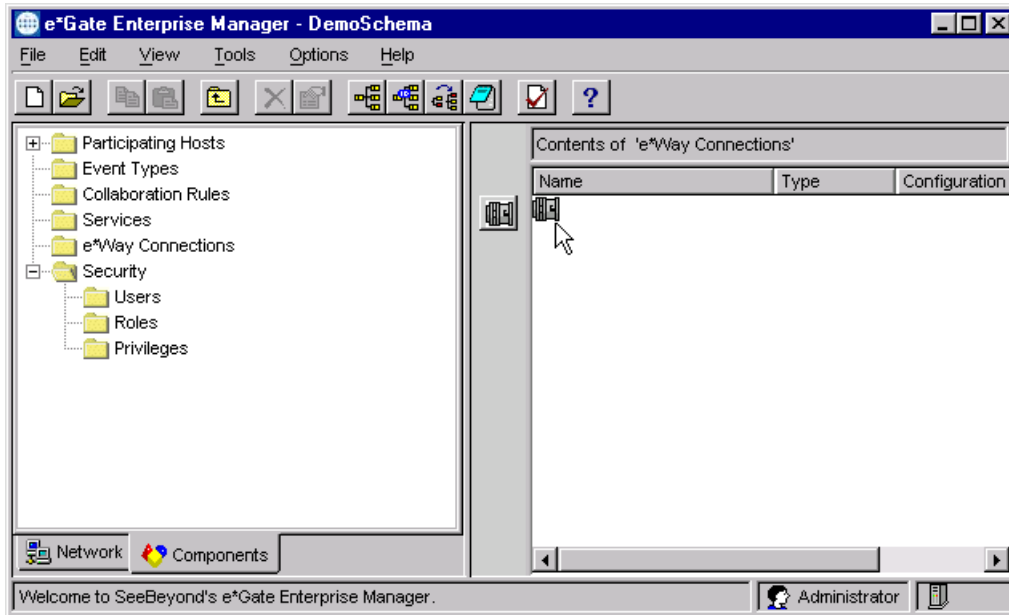 e*Gate Enterprise Manager - DemoSchema
File Edit View Tools Options Help
Contents of 'e*Way Connections'
Name Type Configuration
Participating Hosts
Event Types
Collaboration Rules
Services
e*Way Connections
Security
Users
Roles
Privileges
Network Components
Welcome to SeeBeyond's e*Gate Enterprise Manager. Administrator